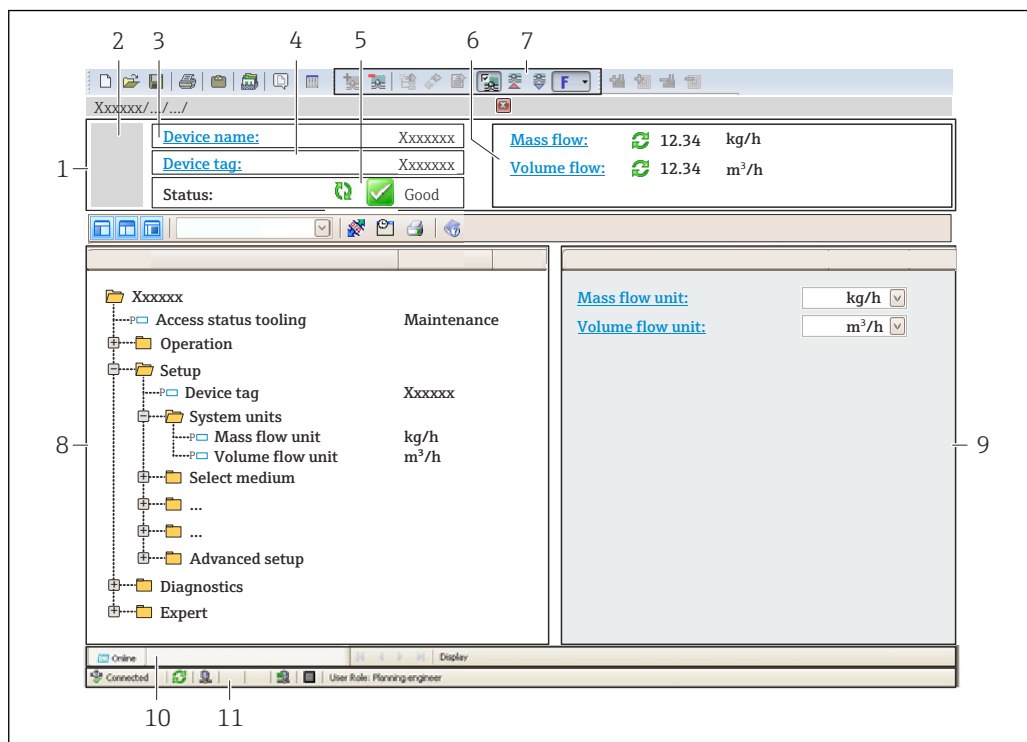 2 3 4 5 6 7
Xxxxxx/.../.../
1
Device name: Xxxxxxx
Device tag: Xxxxxxx
Status: Good
Mass flow: 12.34 kg/h
Volume flow: 12.34 m³/h
Xxxxxx
P Access status tooling Maintenance
Operation
Setup
P Device tag Xxxxxx
System units
P Mass flow unit kg/h
P Volume flow unit m³/h
Select medium
...
...
Advanced setup
Diagnostics
Expert
Mass flow unit: kg/h
Volume flow unit: m³/h
8
9
Online Display
Connected User Role: Planning engineer
10 11
F